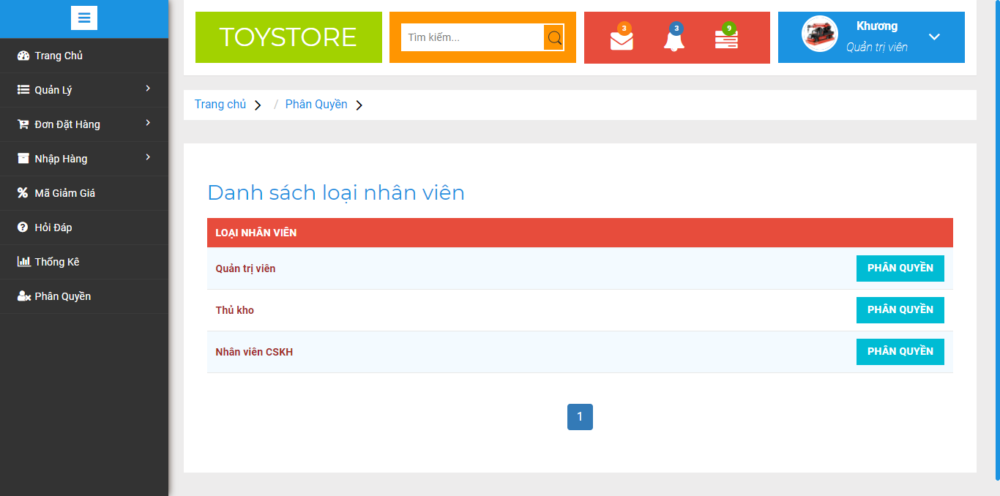 TOYSTORE
Tìm kiếm...
3
3
9
Khương
Quản trị viên
Trang Chủ
Quản Lý
Đơn Đặt Hàng
Nhập Hàng
Mã Giảm Giá
Hỏi Đáp
Thống Kê
Phân Quyền
Trang chủ / Phân Quyền
Danh sách loại nhân viên
LOẠI NHÂN VIÊN
Quản trị viên PHÂN QUYỀN
Thủ kho PHÂN QUYỀN
Nhân viên CSKH PHÂN QUYỀN
1